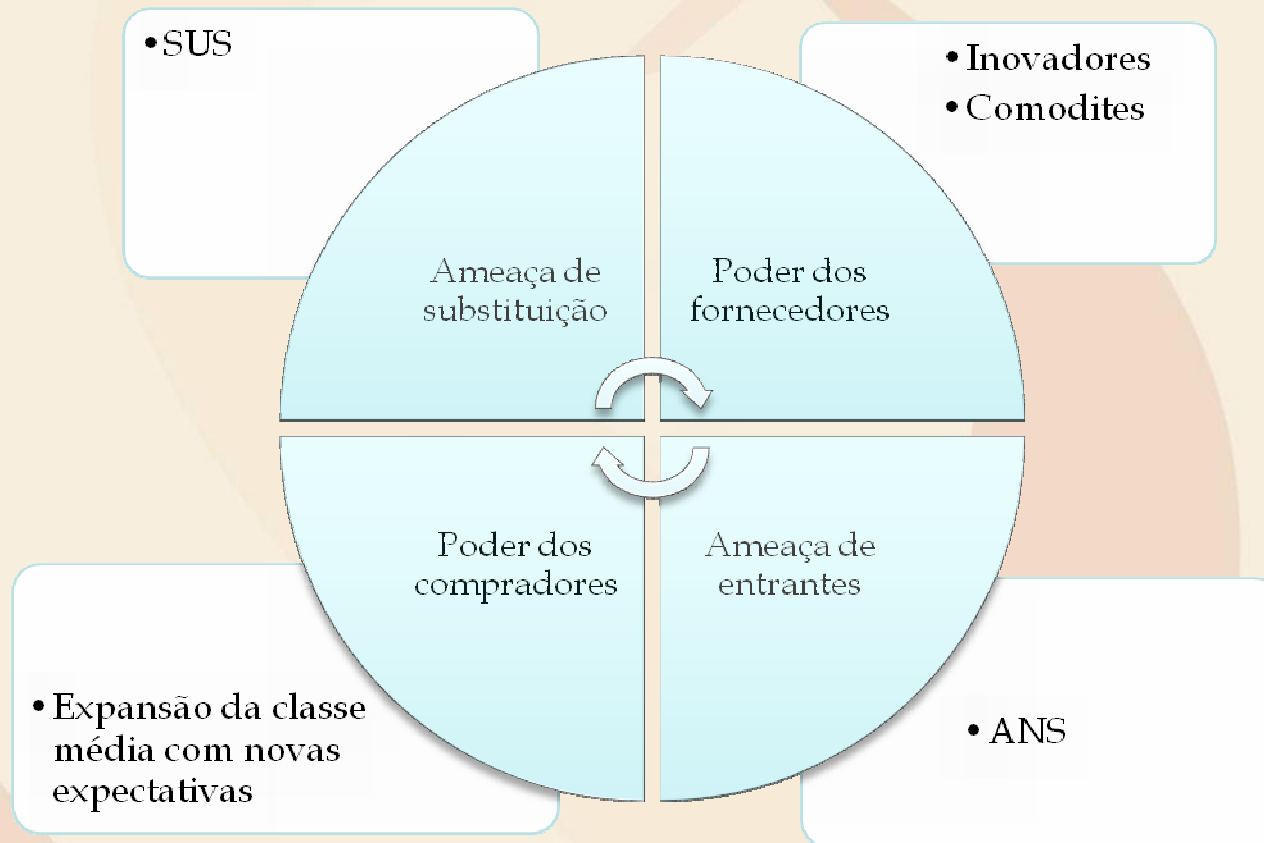 •SUS
• Inovadores
• Comodites
Ameaça de
substituição
Poder dos
fornecedores
Poder dos
compradores
Ameaça de
entrantes
• Expansão da classe
média com novas
expectativas
• ANS